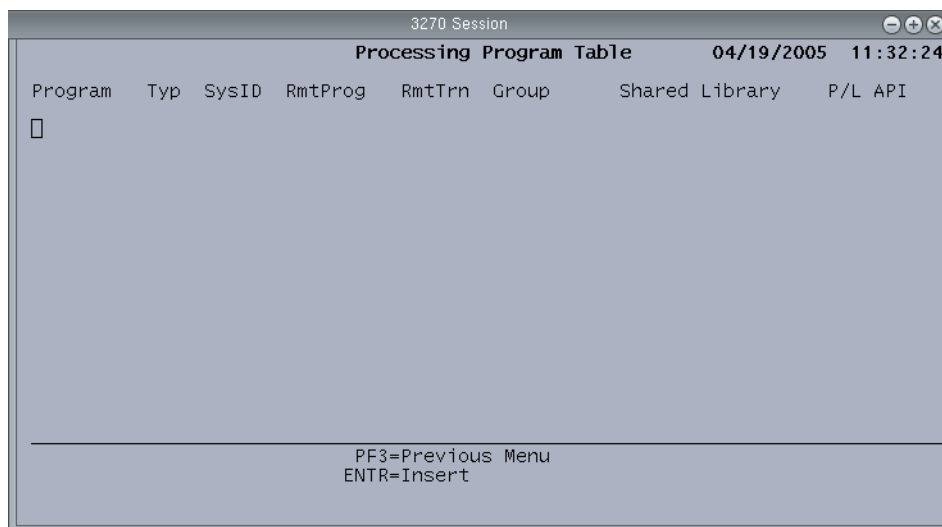 3270 Session
Processing Program Table 04/19/2005 11:32:24
Program Typ SysID RmtProg RmtTrn Group Shared Library P/L API
PF3=Previous Menu
ENTR=Insert